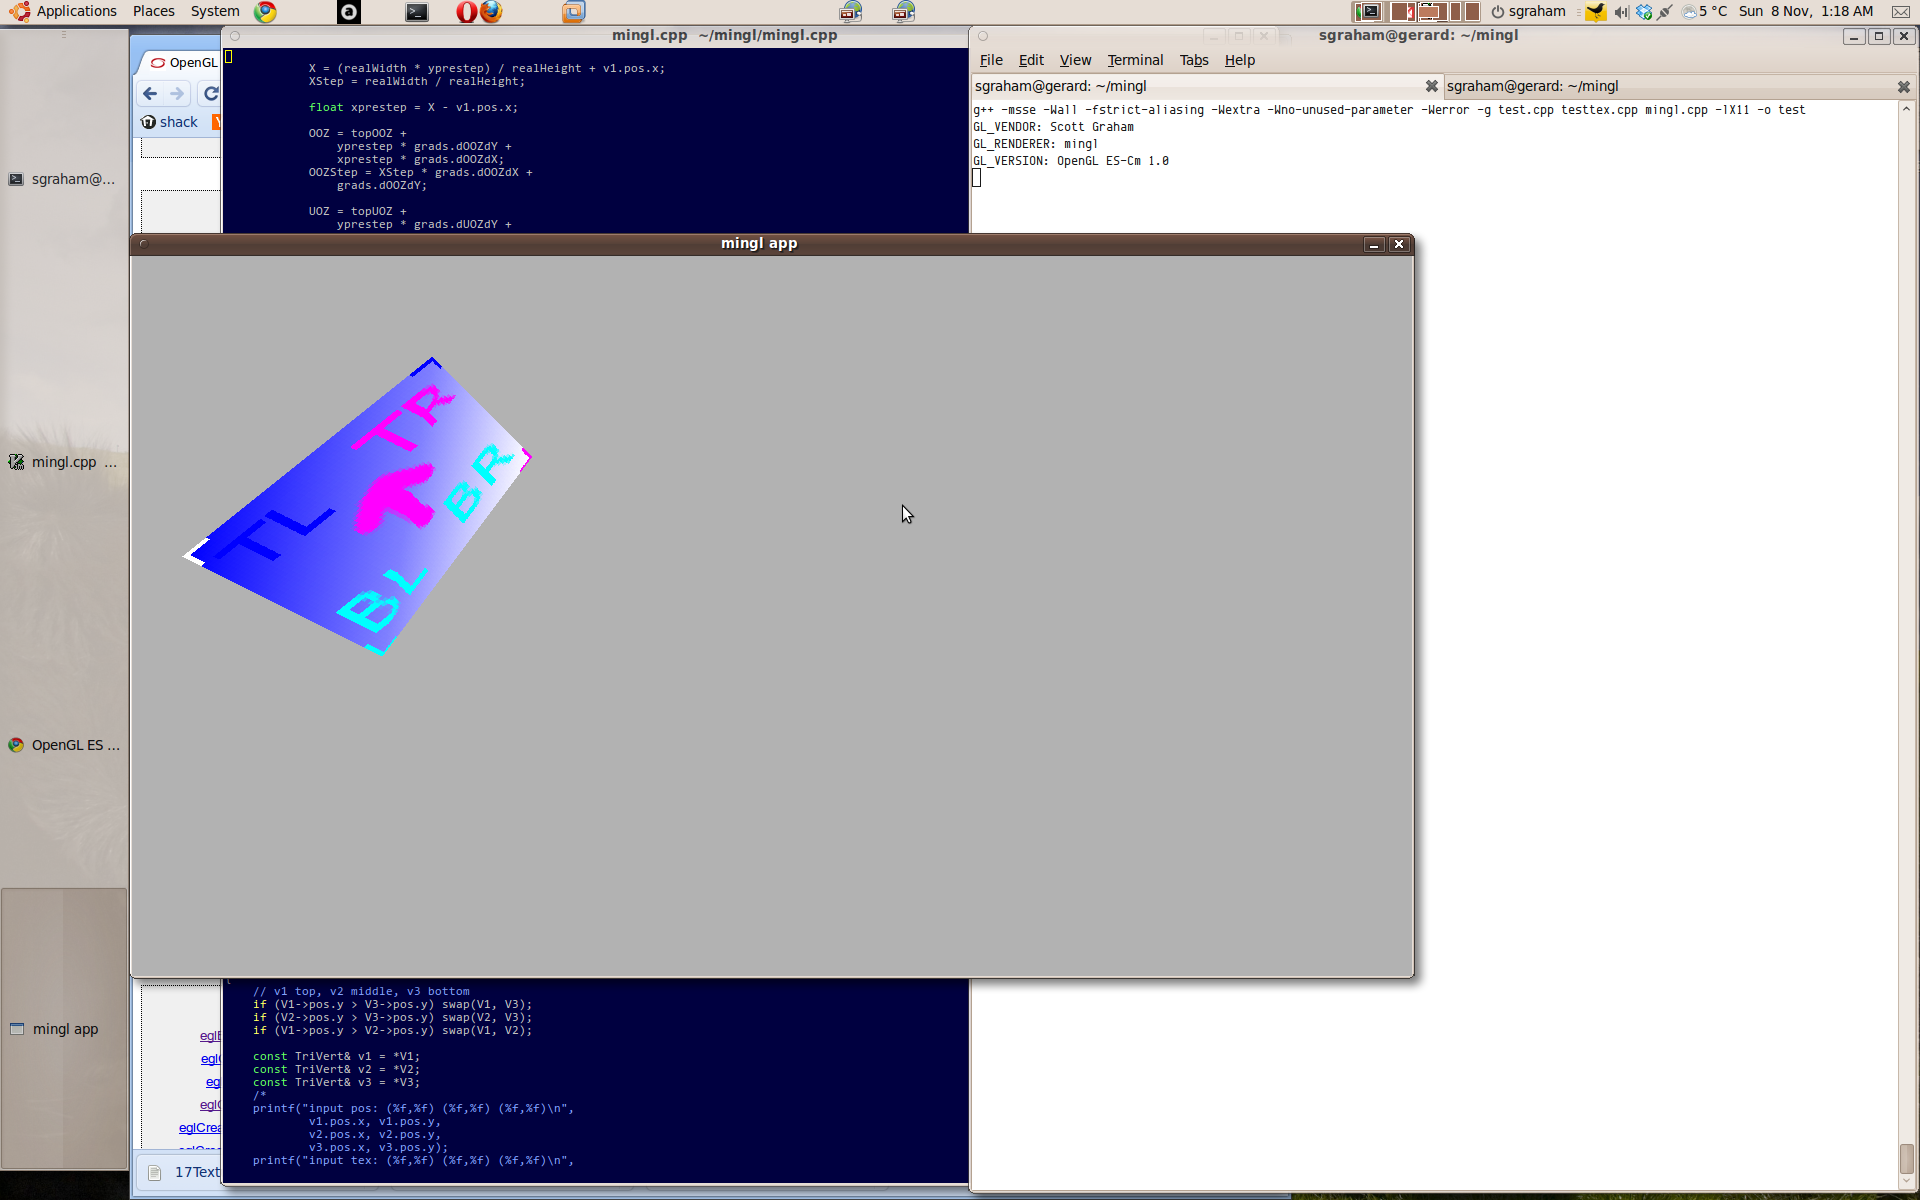 Applications Places System
sgraham 5 °C Sun 8 Nov, 1:18 AM
sgraham@...
mingl.cpp ...
OpenGL ES ...
mingl app
OpenGL
shack
mingl.cpp ~/mingl/mingl.cpp
X = (realWidth * yprestep) / realHeight + v1.pos.x;
XStep = realWidth / realHeight;
float xprestep = X - v1.pos.x;
OOZ = topOOZ +
yprestep * grads.dOOZdY +
xprestep * grads.dOOZdX;
OOZStep = XStep * grads.dOOZdX +
grads.dOOZdY;
UOZ = topUOZ +
yprestep * grads.dUOZdY +
sgraham@gerard: ~/mingl
File Edit View Terminal Tabs Help
sgraham@gerard: ~/mingl
sgraham@gerard: ~/mingl
g++ -msse -Wall -fstrict-aliasing -Wextra -Wno-unused-parameter -Werror -g test.cpp testtex.cpp mingl.cpp -lX11 -o test
GL_VENDOR: Scott Graham
GL_RENDERER: mingl
GL_VERSION: OpenGL ES-Cm 1.0
mingl app
TR
BR
TL
BL
{
// v1 top, v2 middle, v3 bottom
if (V1->pos.y > V3->pos.y) swap(V1, V3);
if (V2->pos.y > V3->pos.y) swap(V2, V3);
if (V1->pos.y > V2->pos.y) swap(V1, V2);
const TriVert& v1 = *V1;
const TriVert& v2 = *V2;
const TriVert& v3 = *V3;
/*
printf("input pos: (%f,%f) (%f,%f) (%f,%f)\n",
v1.pos.x, v1.pos.y,
v2.pos.x, v2.pos.y,
v3.pos.x, v3.pos.y);
printf("input tex: (%f,%f) (%f,%f) (%f,%f)\n",
egl
egl
eg
egl
eglCrea
17Text